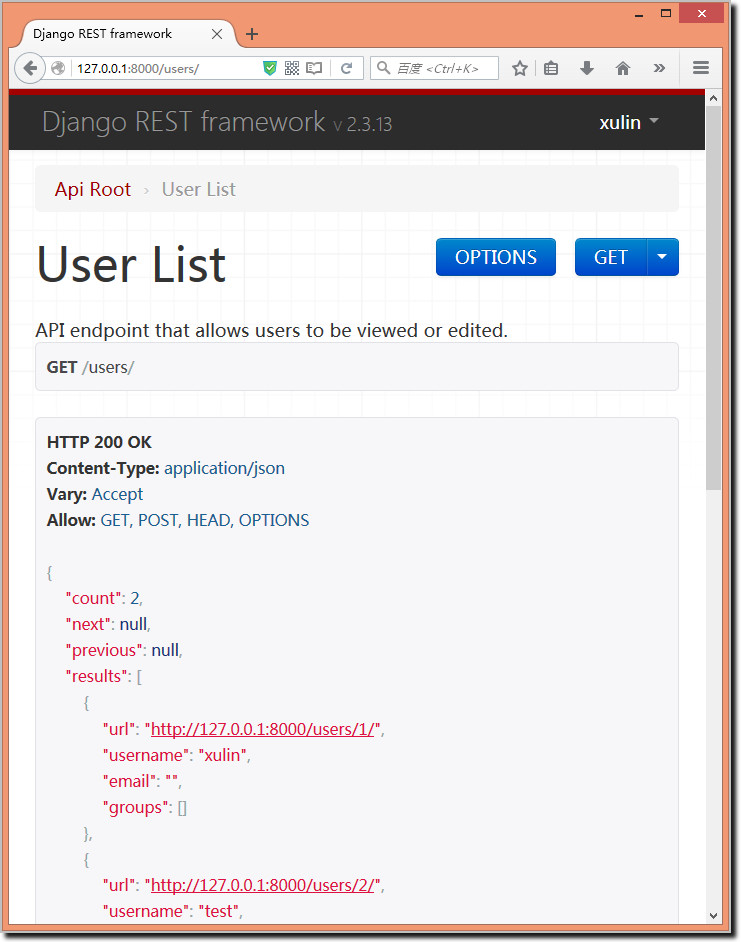 Django REST framework
127.0.0.1:8000/users/
百度 <Ctrl+K>
Django REST framework v 2.3.13
xulin
Api Root › User List
User List
OPTIONS
GET
API endpoint that allows users to be viewed or edited.
GET /users/
HTTP 200 OK
Content-Type: application/json
Vary: Accept
Allow: GET, POST, HEAD, OPTIONS
{
"count": 2,
"next": null,
"previous": null,
"results": [
{
"url": "http://127.0.0.1:8000/users/1/",
"username": "xulin",
"email": "",
"groups": []
},
{
"url": "http://127.0.0.1:8000/users/2/",
"username": "test",